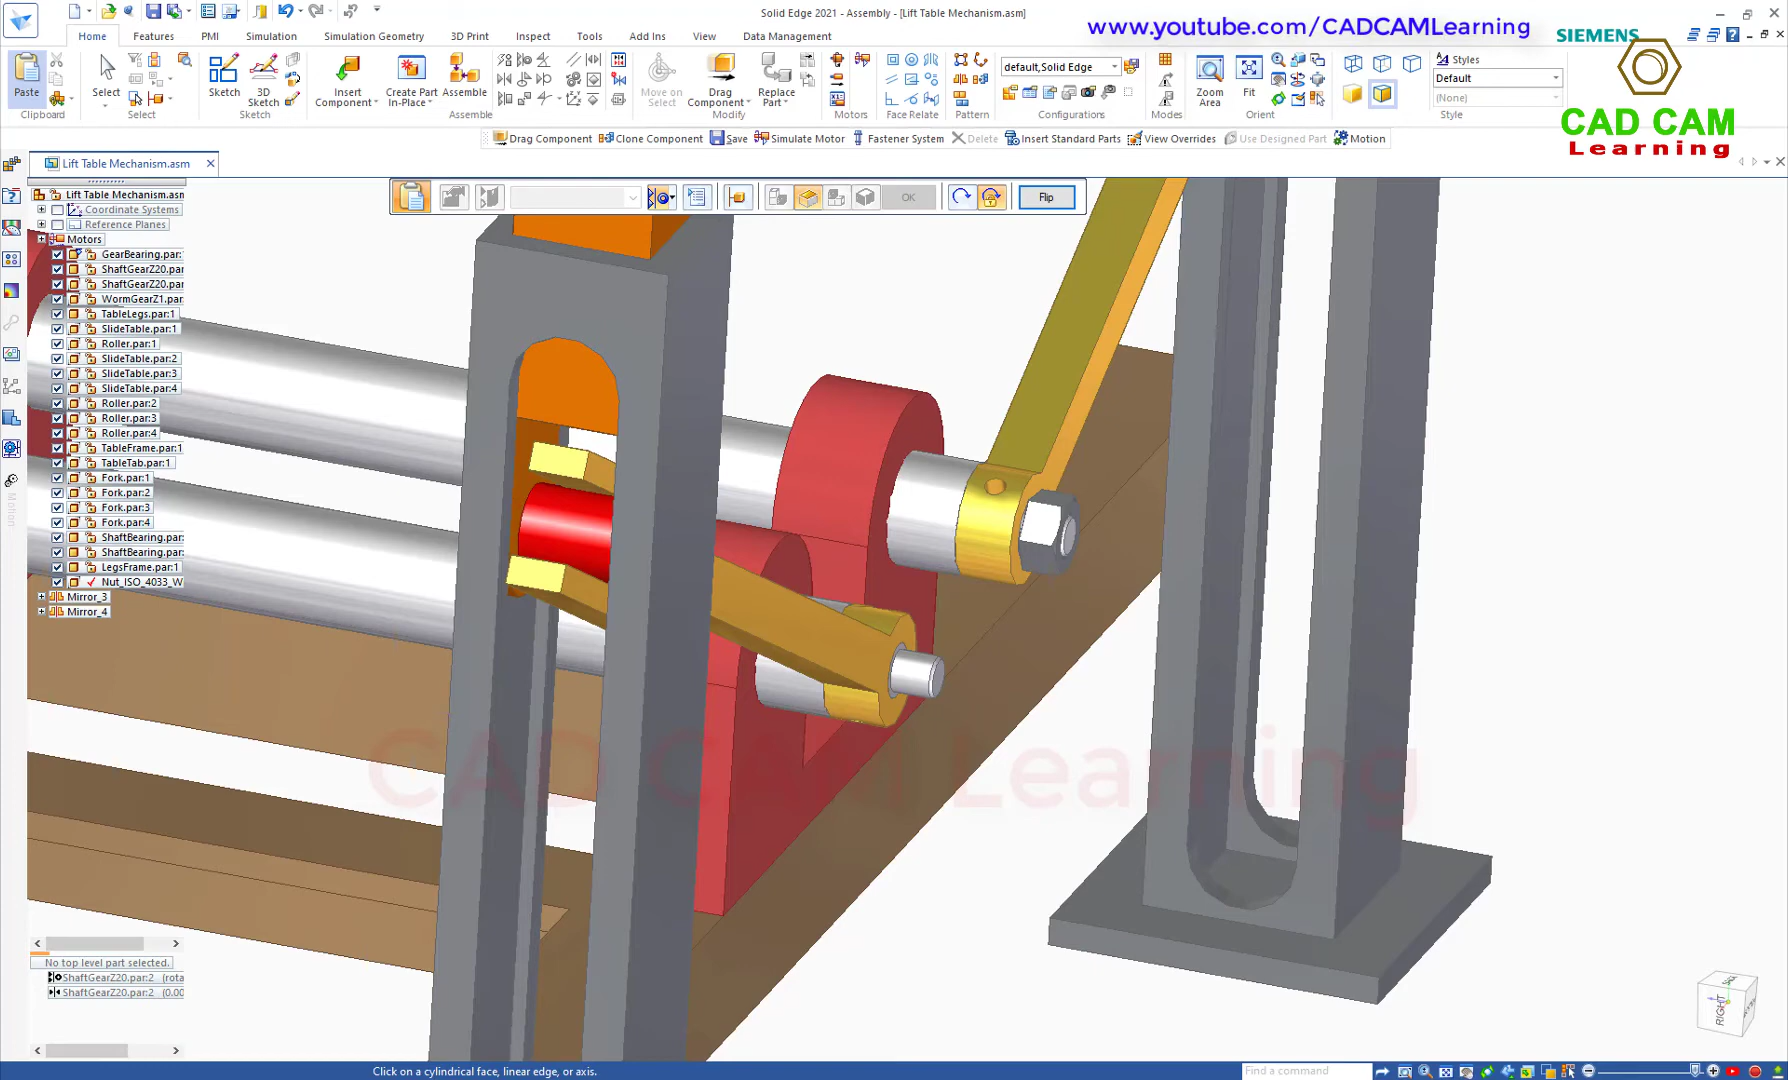 Solid Edge 2021 - Assembly - [Lift Table Mechanism.asm]
www.youtube.com/CADCAMLearning
SIEMENS
Home Features PMI Simulation Simulation Geometry 3D Print Inspect Tools Add Ins View Data Management
Paste
Clipboard
Select
Select
Sketch
3D Sketch
Sketch
Insert Component
Create Part In-Place
Assemble
Assemble
Move on Select
Drag Component
Replace Part
Modify
Motors
Face Relate
Pattern
default,Solid Edge
Configurations
Modes
Zoom Area
Fit
Orient
Styles
Default
(None)
Style
CAD CAM
Learning
Drag Component Clone Component Save Simulate Motor Fastener System Delete Insert Standard Parts View Overrides Use Designed Part Motion
Lift Table Mechanism.asm
OK
Flip
Lift Table Mechanism.asm
Coordinate Systems
Reference Planes
Motors
GearBearing.par:
ShaftGearZ20.par
ShaftGearZ20.par
WormGearZ1.par
TableLegs.par:1
SlideTable.par:1
Roller.par:1
SlideTable.par:2
SlideTable.par:3
SlideTable.par:4
Roller.par:2
Roller.par:3
Roller.par:4
TableFrame.par:1
TableTab.par:1
Fork.par:1
Fork.par:2
Fork.par:3
Fork.par:4
ShaftBearing.par:
ShaftBearing.par:
LegsFrame.par:1
Nut_ISO_4033_W
Mirror_3
Mirror_4
Motion
CAD CAM Learning
No top level part selected.
ShaftGearZ20.par:2 (rota
ShaftGearZ20.par:2 (0.00
RIGHT
Click on a cylindrical face, linear edge, or axis.
Find a command